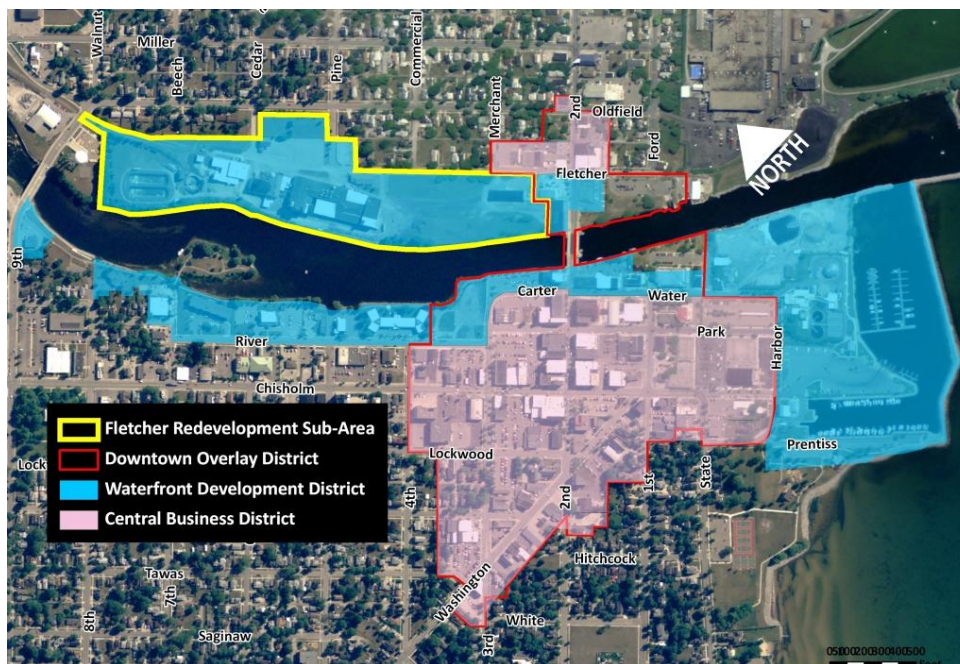 Walnut
Miller
Beech
Cedar
Pine
Commercial
Merchant
2nd
Oldfield
Ford
Fletcher
NORTH
9th
Carter
Water
River
Park
Harbor
Chisholm
Fletcher Redevelopment Sub-Area
Downtown Overlay District
Waterfront Development District
Central Business District
Lock
Lockwood
4th
Prentiss
State
1st
2nd
Hitchcock
Tawas
7th
Washington
8th
Saginaw
3rd
White